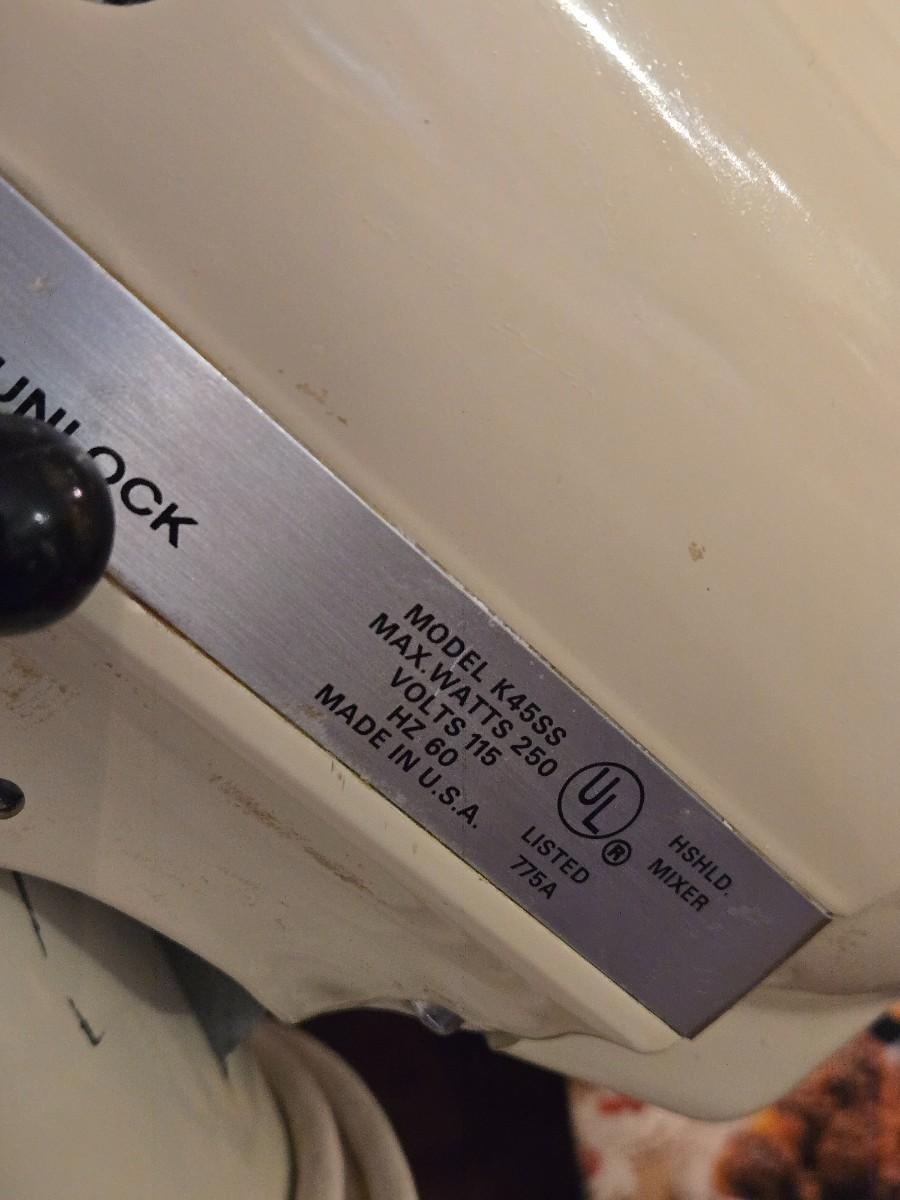 UNLOCK
MODEL K45SS
MAX.WATTS 250
VOLTS 115
HZ 60
MADE IN U.S.A.
UL
®
LISTED
775A
HSHLD.
MIXER